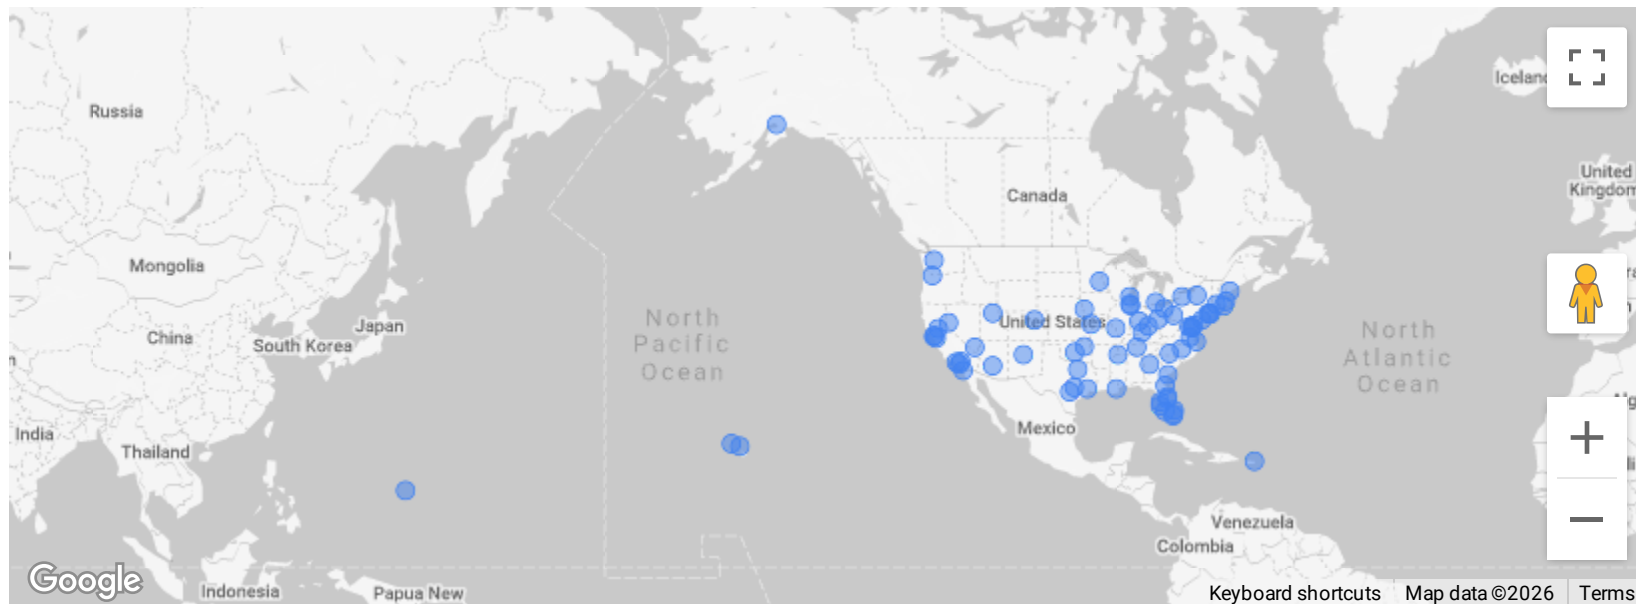 Iceland
Russia
United
Kingdom
Canada
Mongolia
North
Pacific
Ocean
United States
North
Atlantic
Ocean
Japan
China
South Korea
India
Thailand
Mexico
Venezuela
Colombia
Google
Indonesia
Papua New
Keyboard shortcuts
Map data ©2026
Terms